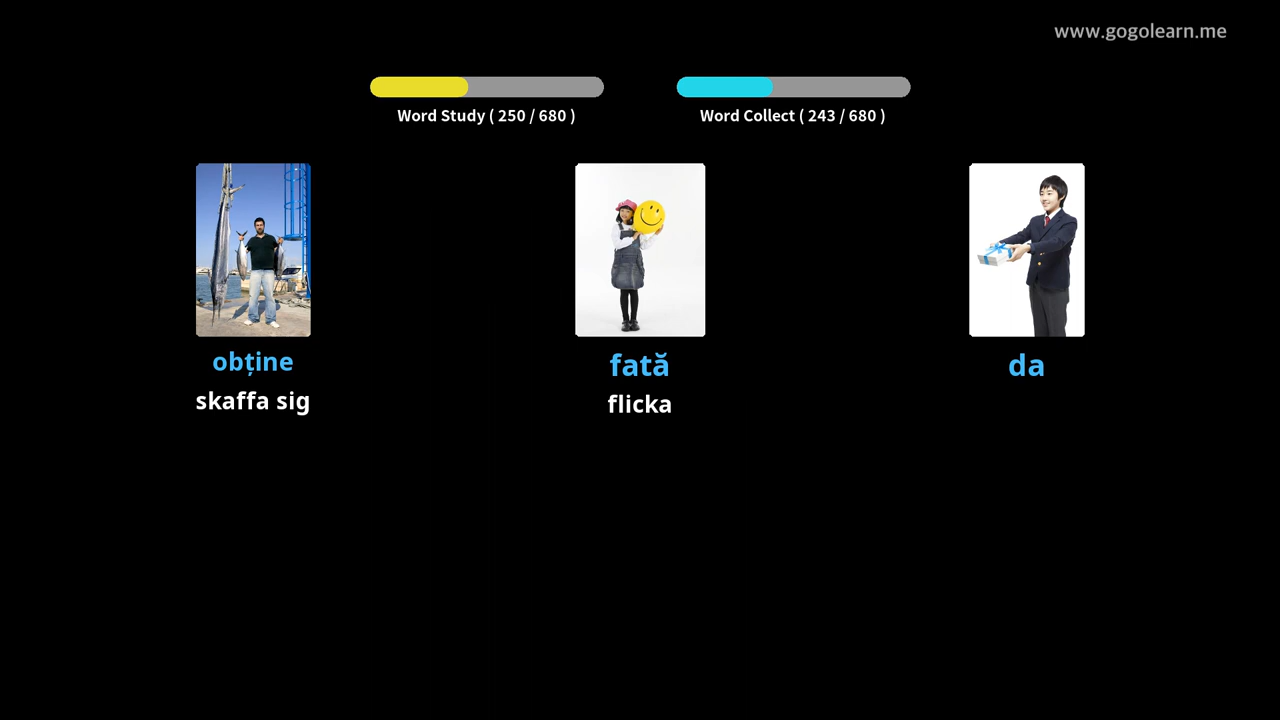 www.gogolearn.me
Word Study ( 250 / 680 )
Word Collect ( 243 / 680 )
obține
fată
da
skaffa sig
flicka